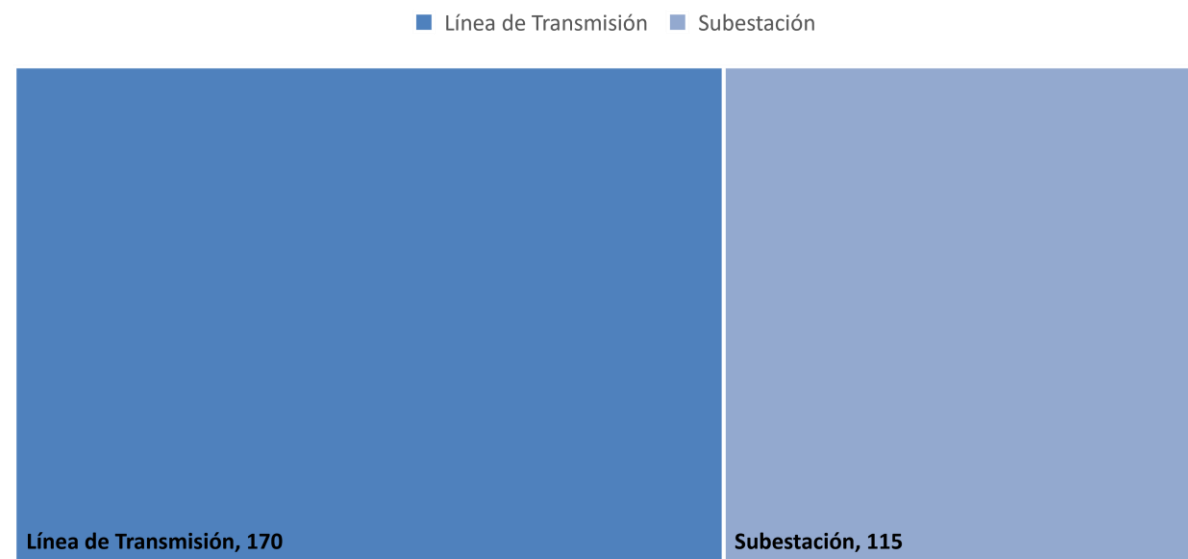 Línea de Transmisión Subestación
Línea de Transmisión, 170
Subestación, 115